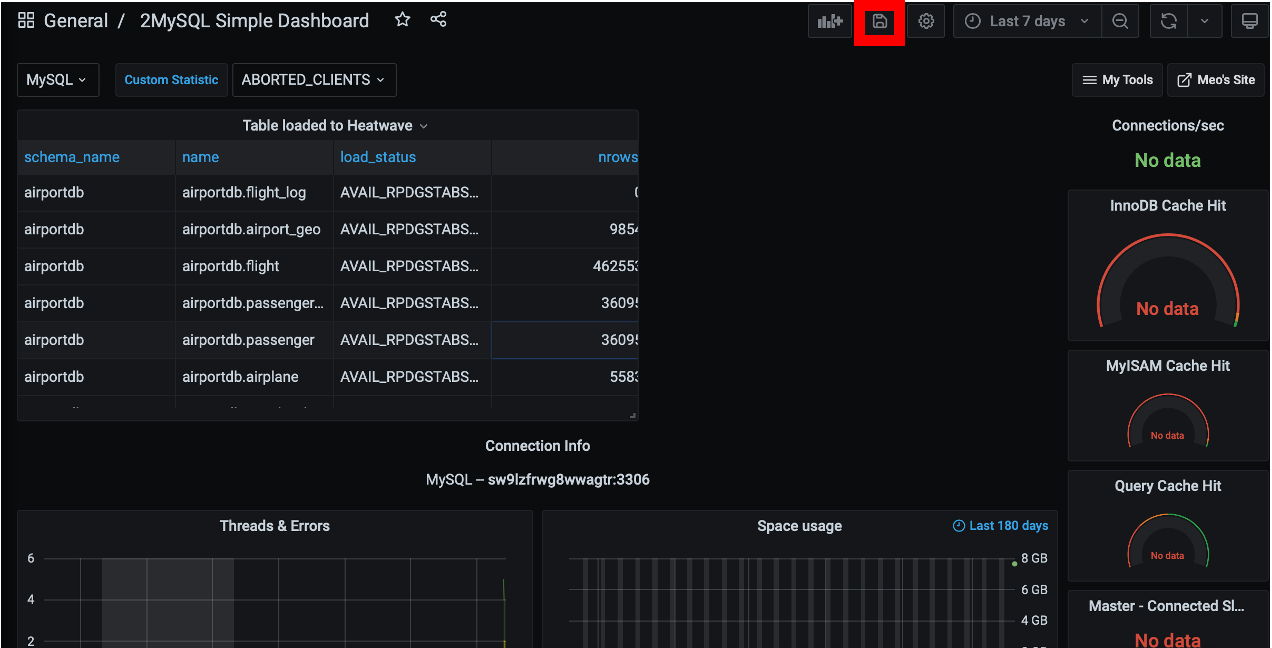 General / 2MySQL Simple Dashboard
Last 7 days
MySQL
Custom Statistic
ABORTED_CLIENTS
My Tools
Meo's Site
Table loaded to Heatwave
schema_name name load_status nrows
airportdb airportdb.flight_log AVAIL_RPDGSTABS...
airportdb airportdb.airport_geo AVAIL_RPDGSTABS... 9854
airportdb airportdb.flight AVAIL_RPDGSTABS... 462553
airportdb airportdb.passenger... AVAIL_RPDGSTABS... 36095
airportdb airportdb.passenger AVAIL_RPDGSTABS... 36095
airportdb airportdb.airplane AVAIL_RPDGSTABS... 5583
Connections/sec
No data
InnoDB Cache Hit
No data
MyISAM Cache Hit
No data
Query Cache Hit
No data
Master - Connected Sl...
No data
Connection Info
MySQL – sw9lzfrwg8wwagtr:3306
Threads & Errors
6
4
2
Space usage
Last 180 days
8 GB
6 GB
4 GB